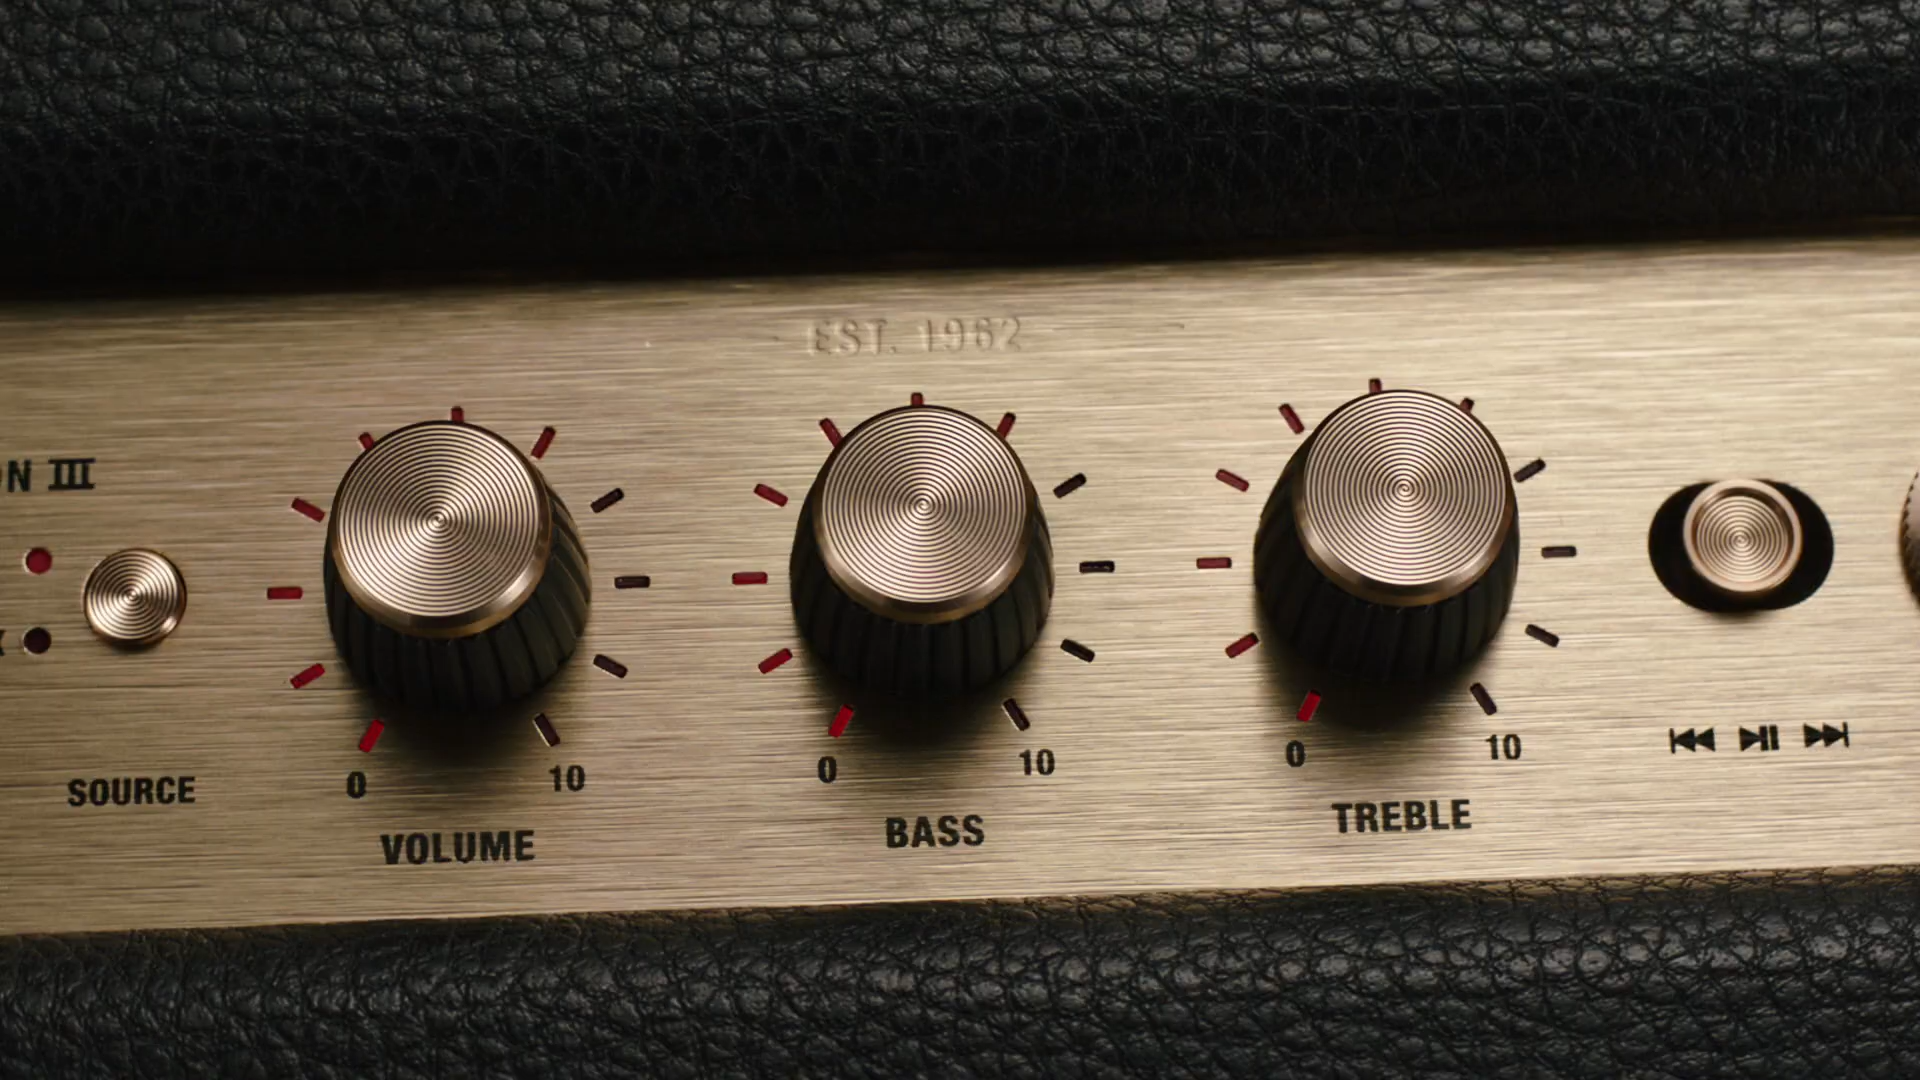 EST. 1962
N III
SOURCE
0 10
VOLUME
0 10
BASS
0 10
TREBLE